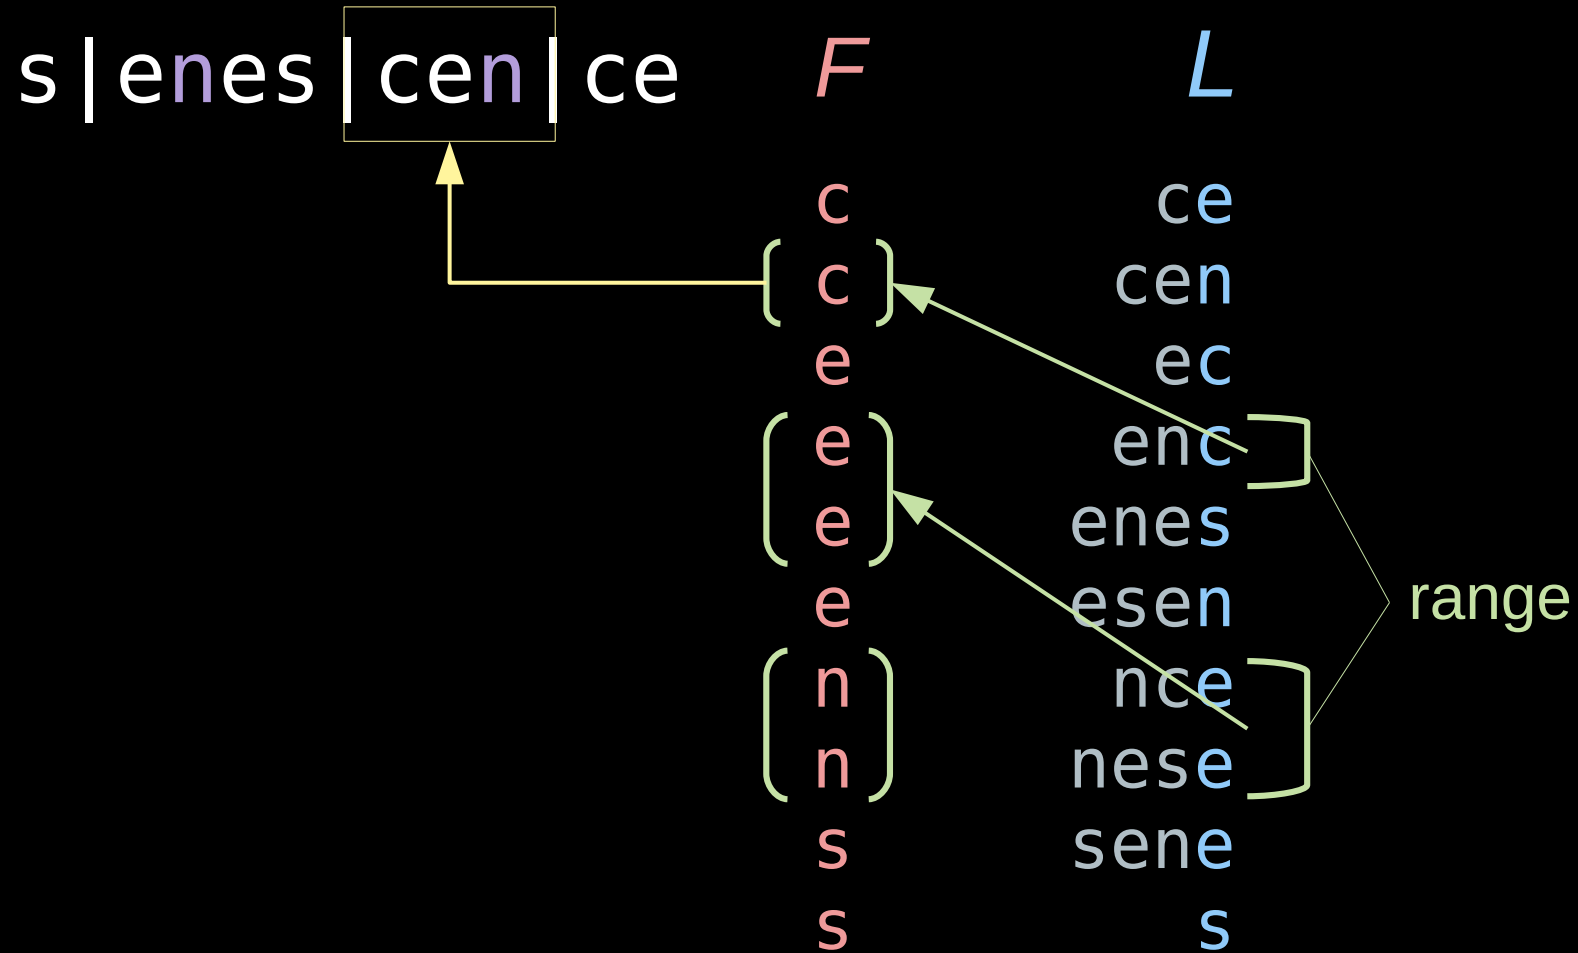 s|enes|cen|ce F L
c ce
c cen
e ec
e enc
e enes
e esen
range
n nce
n nese
s sene
s s